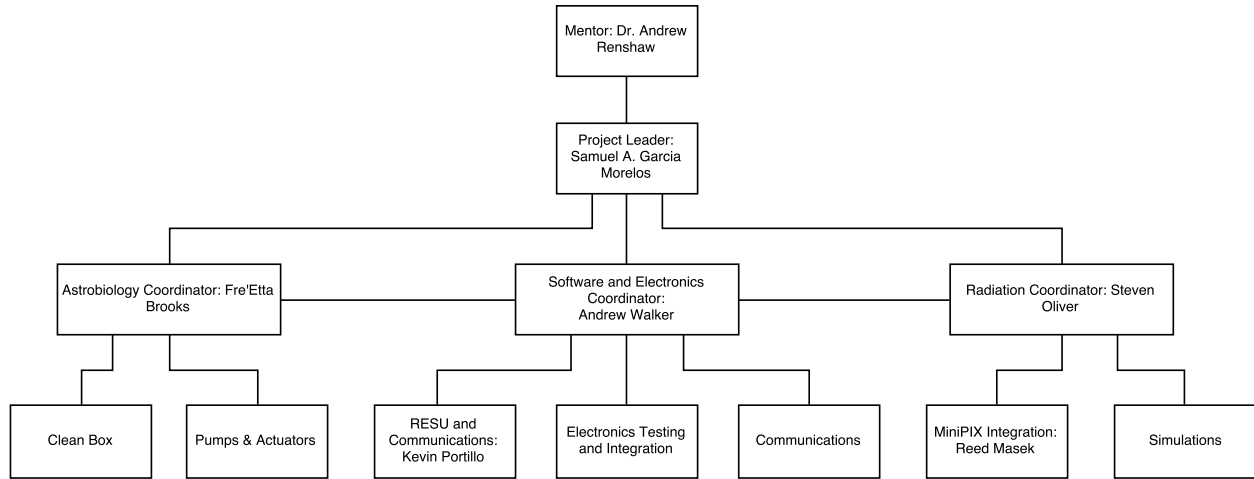 Mentor: Dr. Andrew
Renshaw
Project Leader:
Samuel A. Garcia
Morelos
Astrobiology Coordinator: Fre'Etta
Brooks
Software and Electronics
Coordinator:
Andrew Walker
Radiation Coordinator: Steven
Oliver
Clean Box
Pumps & Actuators
RESU and
Communications:
Kevin Portillo
Electronics Testing
and Integration
Communications
MiniPIX Integration:
Reed Masek
Simulations